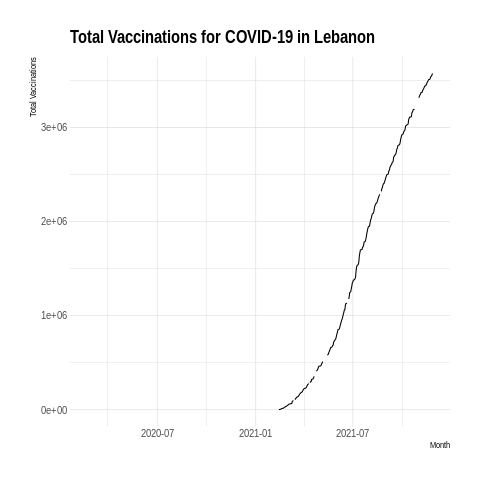 Total Vaccinations for COVID-19 in Lebanon
Total Vaccinations
3e+06
2e+06
1e+06
0e+00
2020-07 2021-01 2021-07
Month